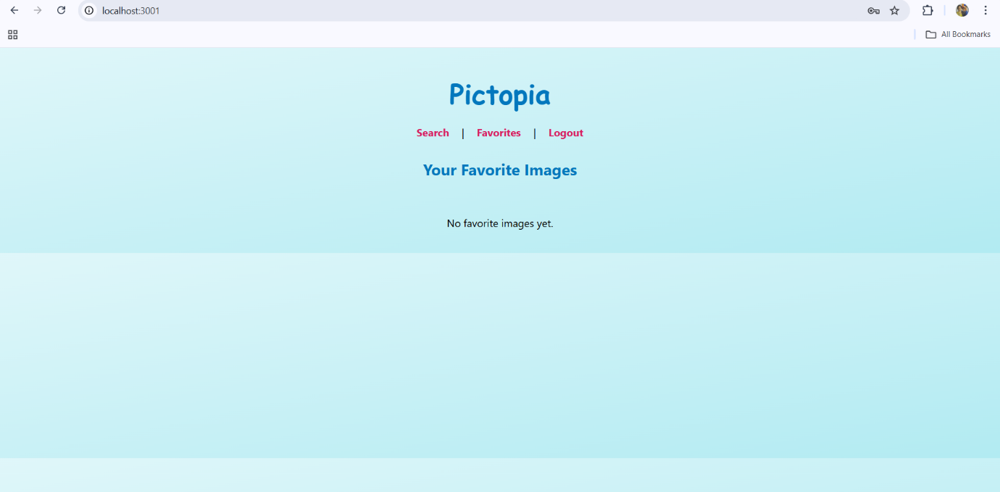 localhost:3001
All Bookmarks
Pictopia
Search | Favorites | Logout
Your Favorite Images
No favorite images yet.